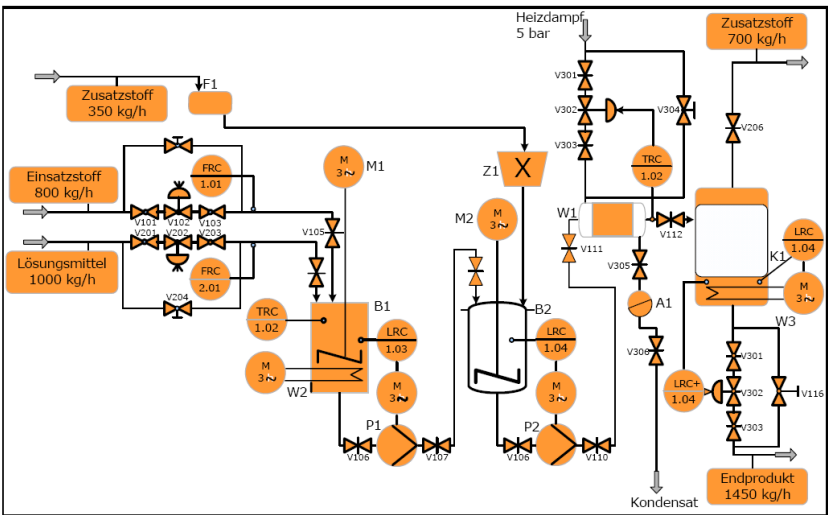 Heizdampf
5 bar
Zusatzstoff
700 kg/h
F1
Zusatzstoff
350 kg/h
V301
V302
V304
V303
V206
FRC
1.01
M
3
M1
Z1
X
TRC
1.02
Einsatzstoff
800 kg/h
V101
V102
V103
V105
M2
M
3
W1
V111
V112
LRC
1.04
K1
V201
V202
V203
Lösungsmittel
1000 kg/h
FRC
2.01
V204
V305
A1
M
3
W3
TRC
1.02
B1
LRC
1.03
B2
LRC
1.04
V306
M
3
W2
M
3
M
3
LRC+
1.04
V301
V302
V303
V116
P1
V106
V107
P2
V106
V110
Kondensat
Endprodukt
1450 kg/h